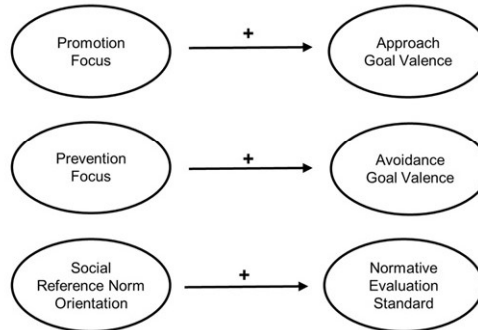 Promotion
Focus
+
Approach
Goal Valence
Prevention
Focus
+
Avoidance
Goal Valence
Social
Reference Norm
Orientation
+
Normative
Evaluation
Standard